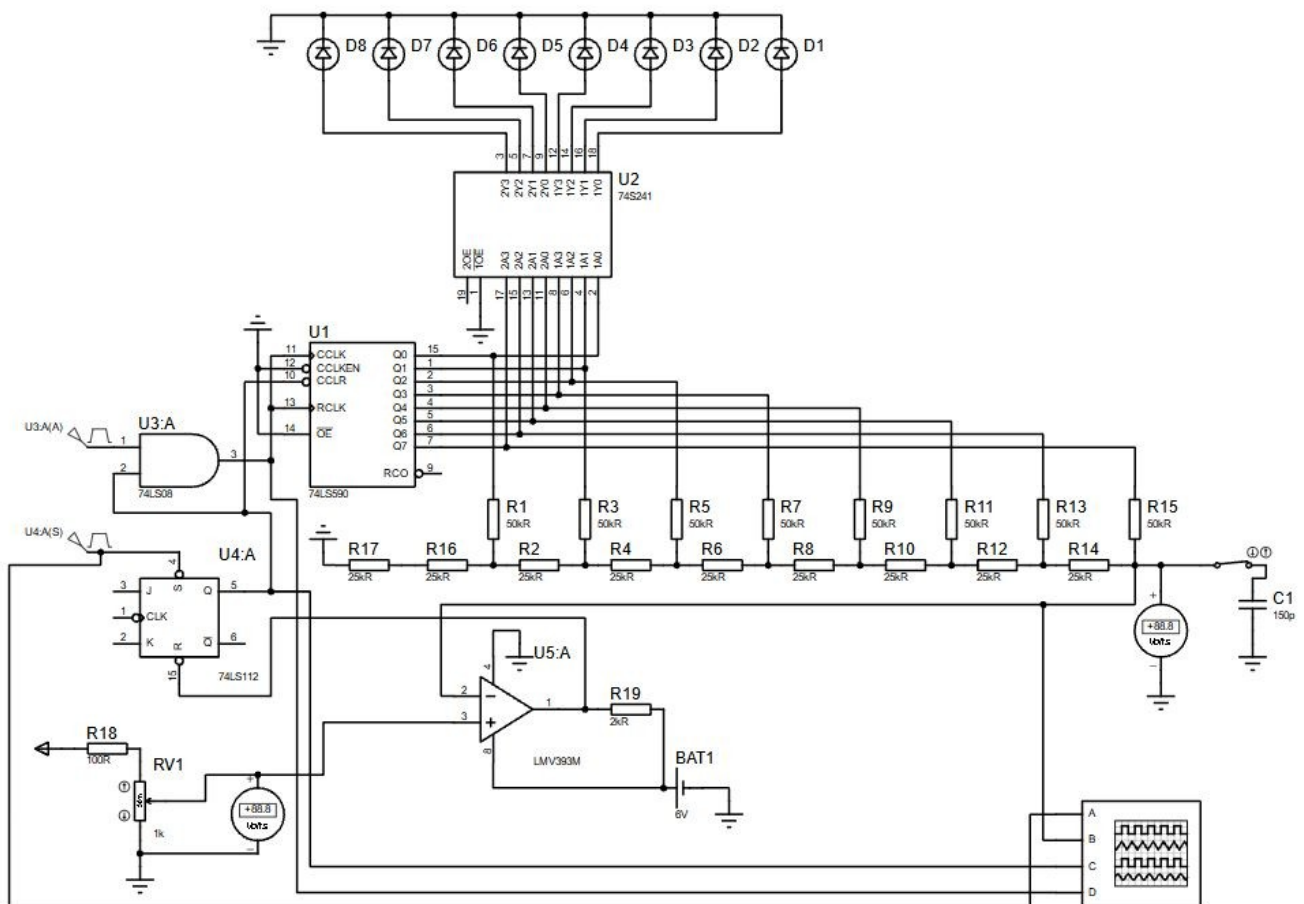 D8 D7 D6 D5 D4 D3 D2 D1
3 5 7 9 12 14 16 18
2Y3 2Y2 2Y1 2Y0 1Y3 1Y2 1Y1 1Y0
U2
74S241
2OE 1OE 2A3 2A2 2A1 2A0 1A3 1A2 1A1 1A0
19 1 17 15 13 11 8 6 4 2
U1
11 CCLK Q0 15
12 CCLKEN Q1 1
10 CCLR Q2 2
Q3 3
13 RCLK Q4 4
Q5 5
14 OE Q6 6
Q7 7
RCO 9
74LS590
U3:A(A)
U3:A
1
2
3
74LS08
R1 R3 R5 R7 R9 R11 R13 R15
50kR 50kR 50kR 50kR 50kR 50kR 50kR 50kR
R17 R16 R2 R4 R6 R8 R10 R12 R14
25kR 25kR 25kR 25kR 25kR 25kR 25kR 25kR 25kR
U4:A(S)
U4:A
4
3 J S Q 5
1 CLK
2 K R Q 6
15
74LS112
C1
150p
+
+88.8
Volts
−
U5:A
4
2
3
1
8
LMV393M
R19
2kR
BAT1
6V
R18
100R
RV1
1k
+
+88.8
Volts
−
A
B
C
D